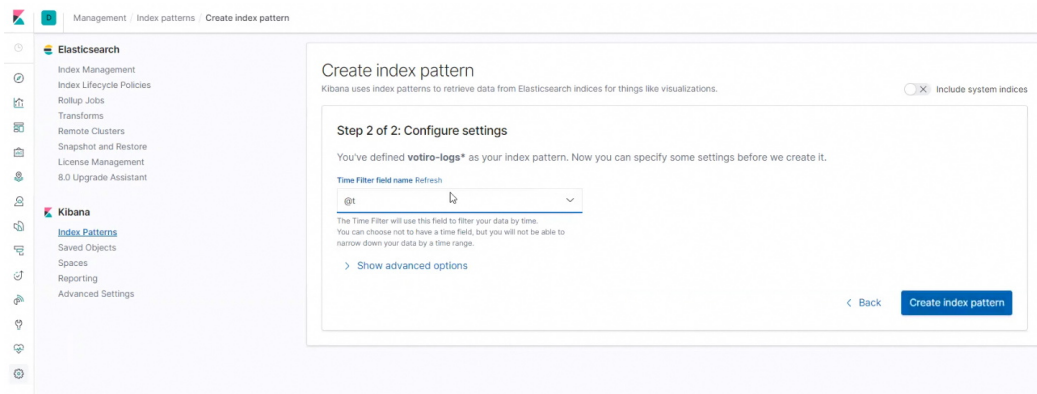 D Management / Index patterns / Create index pattern
Elasticsearch
Index Management
Index Lifecycle Policies
Rollup Jobs
Transforms
Remote Clusters
Snapshot and Restore
License Management
8.0 Upgrade Assistant
Kibana
Index Patterns
Saved Objects
Spaces
Reporting
Advanced Settings
Create index pattern
Kibana uses index patterns to retrieve data from Elasticsearch indices for things like visualizations.
Include system indices
Step 2 of 2: Configure settings
You've defined votiro-logs* as your index pattern. Now you can specify some settings before we create it.
Time Filter field name Refresh
@t
The Time Filter will use this field to filter your data by time.
You can choose not to have a time field, but you will not be able to
narrow down your data by a time range.
Show advanced options
Back
Create index pattern